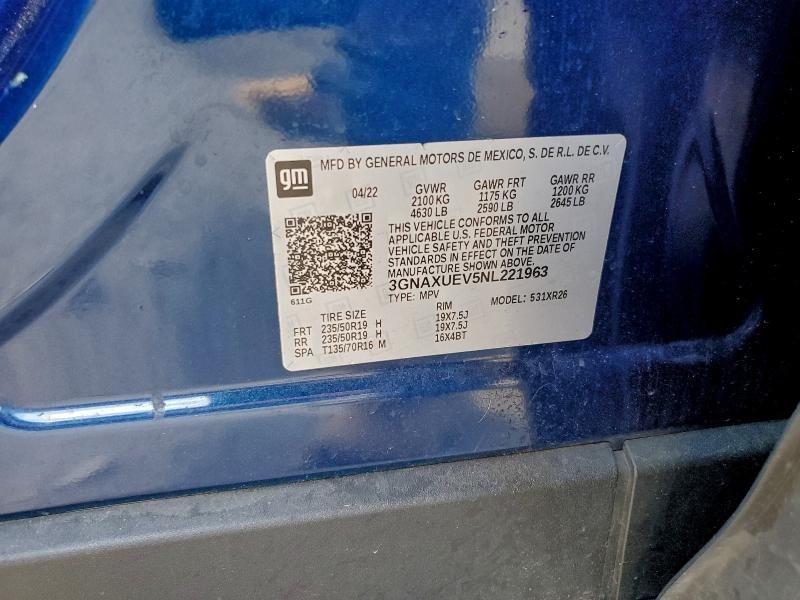 gm
MFD BY GENERAL MOTORS DE MEXICO, S. DE R.L. DE C.V.
04/22 GVWR GAWR FRT GAWR RR
2100 KG 1175 KG 1200 KG
4630 LB 2590 LB 2645 LB
THIS VEHICLE CONFORMS TO ALL
APPLICABLE U.S. FEDERAL MOTOR
VEHICLE SAFETY AND THEFT PREVENTION
STANDARDS IN EFFECT ON THE DATE OF
MANUFACTURE SHOWN ABOVE.
3GNAXUEV5NL221963
611G
TYPE: MPV MODEL: 531XR26
TIRE SIZE RIM
FRT 235/50R19 H 19X7.5J
RR 235/50R19 H 19X7.5J
SPA T135/70R16 M 16X4BT